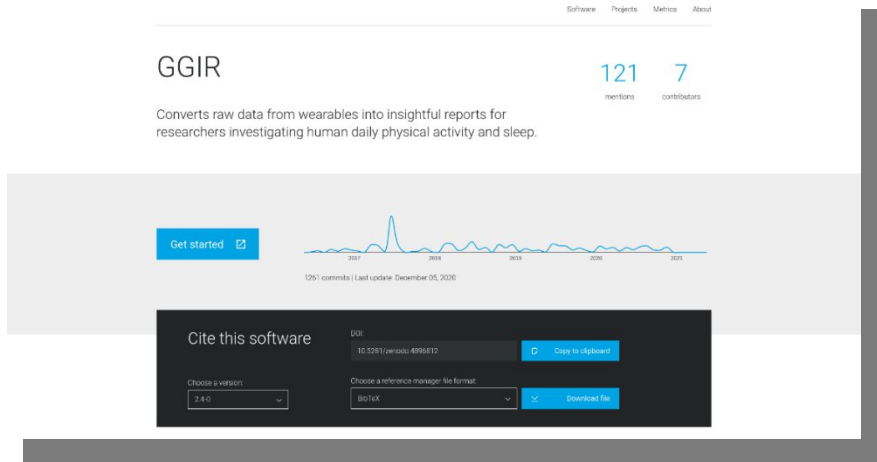 Software Projects Metrics About
GGIR
121 7
mentions contributors
Converts raw data from wearables into insightful reports for
researchers investigating human daily physical activity and sleep.
Get started
2017 2018 2019 2020 2021
1261 commits | Last update: December 05, 2020
Cite this software
DOI:
10.5281/zenodo.4896812 Copy to clipboard
Choose a version: Choose a reference manager file format:
2.4-0 BibTeX Download file